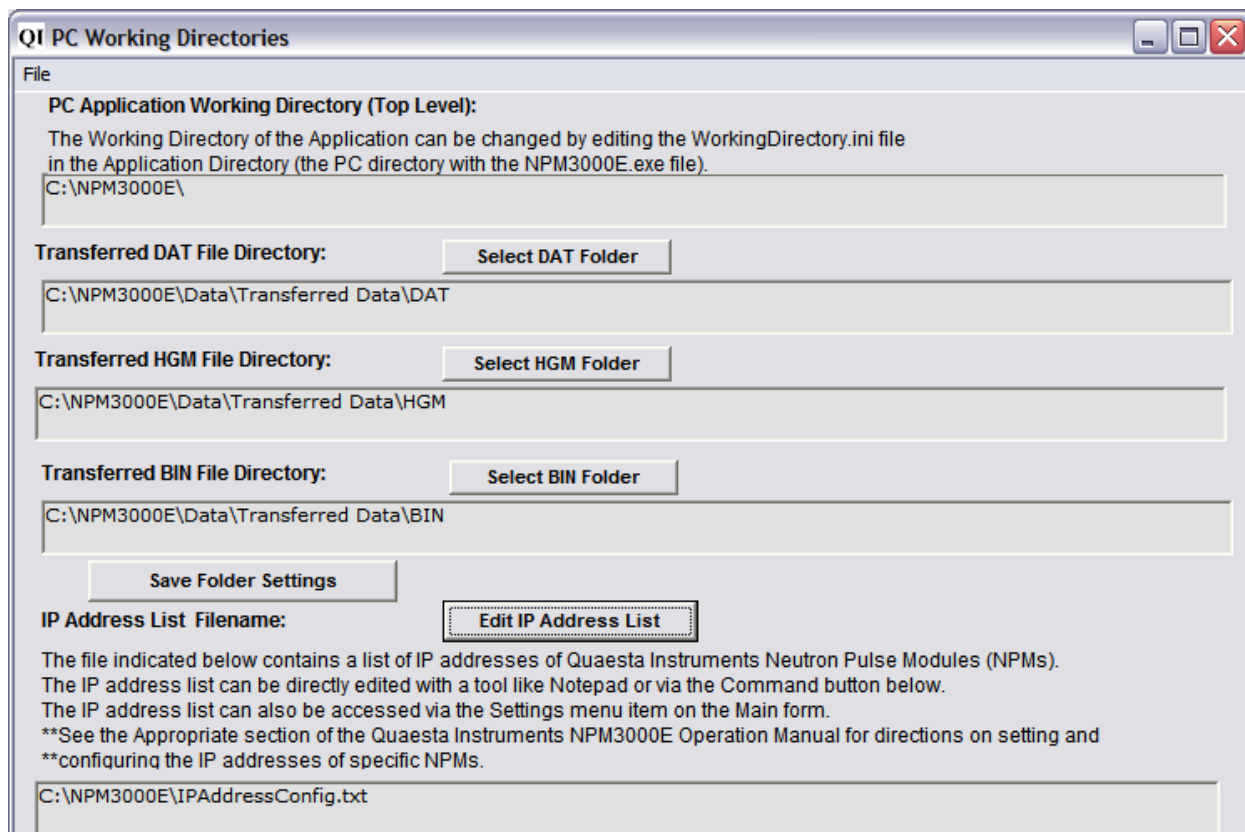 QI PC Working Directories
File
PC Application Working Directory (Top Level):
The Working Directory of the Application can be changed by editing the WorkingDirectory.ini file
in the Application Directory (the PC directory with the NPM3000E.exe file).
C:\NPM3000E\
Transferred DAT File Directory:
Select DAT Folder
C:\NPM3000E\Data\Transferred Data\DAT
Transferred HGM File Directory:
Select HGM Folder
C:\NPM3000E\Data\Transferred Data\HGM
Transferred BIN File Directory:
Select BIN Folder
C:\NPM3000E\Data\Transferred Data\BIN
Save Folder Settings
IP Address List Filename:
Edit IP Address List
The file indicated below contains a list of IP addresses of Quaesta Instruments Neutron Pulse Modules (NPMs).
The IP address list can be directly edited with a tool like Notepad or via the Command button below.
The IP address list can also be accessed via the Settings menu item on the Main form.
**See the Appropriate section of the Quaesta Instruments NPM3000E Operation Manual for directions on setting and
**configuring the IP addresses of specific NPMs.
C:\NPM3000E\IPAddressConfig.txt